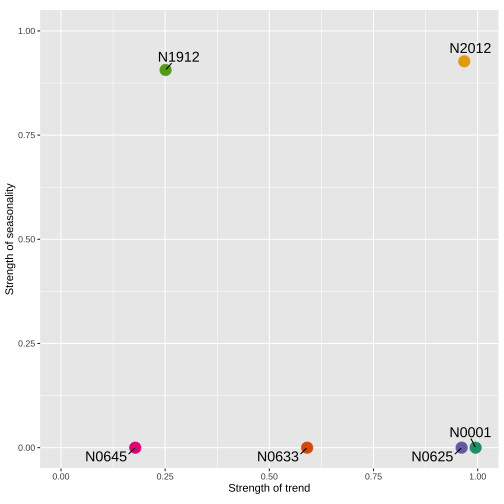 1.00
0.75
0.50
0.25
0.00
Strength of seasonality
N1912
N2012
N0001
N0645
N0633
N0625
0.00 0.25 0.50 0.75 1.00
Strength of trend